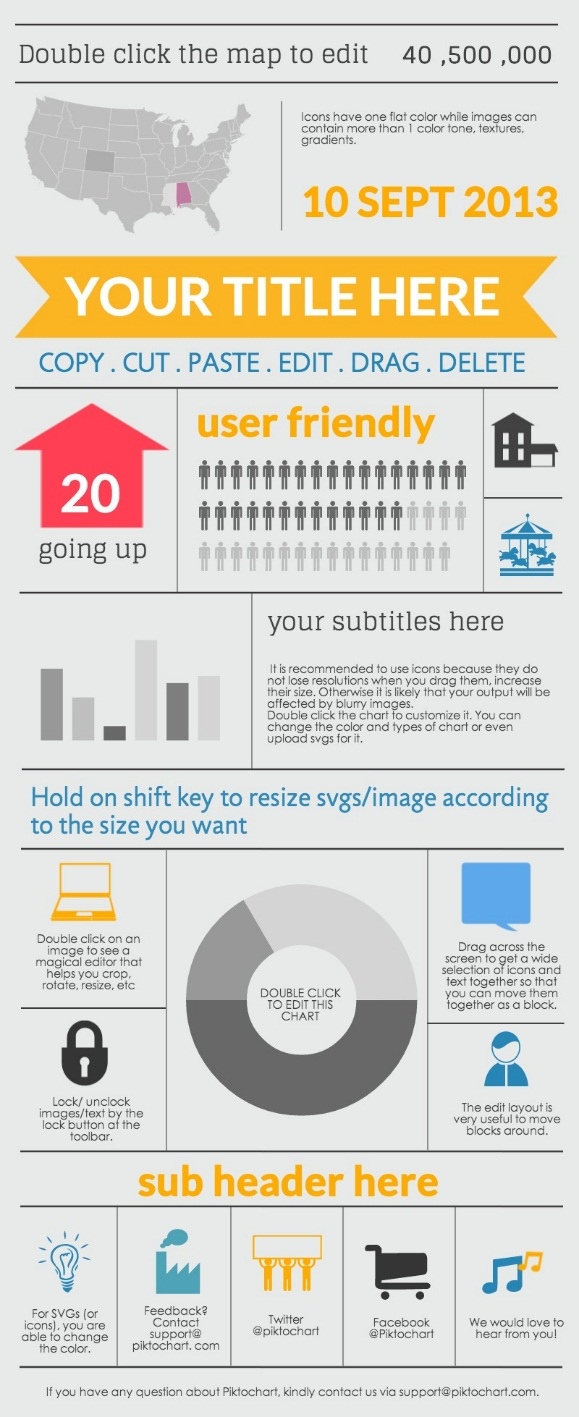 Double click the map to edit 40 ,500 ,000
Icons have one flat color while images can
contain more than 1 color tone, textures,
gradients.
10 SEPT 2013
YOUR TITLE HERE
COPY . CUT . PASTE . EDIT . DRAG . DELETE
20
going up
user friendly
your subtitles here
It is recommended to use icons because they do
not lose resolutions when you drag them, increase
their size. Otherwise it is likely that your output will be
affected by blurry images.
Double click the chart to customize it. You can
change the color and types of chart or even
upload svgs for it.
Hold on shift key to resize svgs/image according
to the size you want
Double click on an
image to see a
magical editor that
helps you crop,
rotate, resize, etc
Lock/ unclock
images/text by the
lock button at the
toolbar.
DOUBLE CLICK
TO EDIT THIS
CHART
Drag across the
screen to get a wide
selection of icons and
text together so that
you can move them
together as a block.
The edit layout is
very useful to move
blocks around.
sub header here
For SVGs (or
icons), you are
able to change
the color.
Feedback?
Contact
support@
piktochart. com
Twitter
@piktochart
Facebook
@Piktochart
We would love to
hear from you!
If you have any question about Piktochart, kindly contact us via support@piktochart.com.